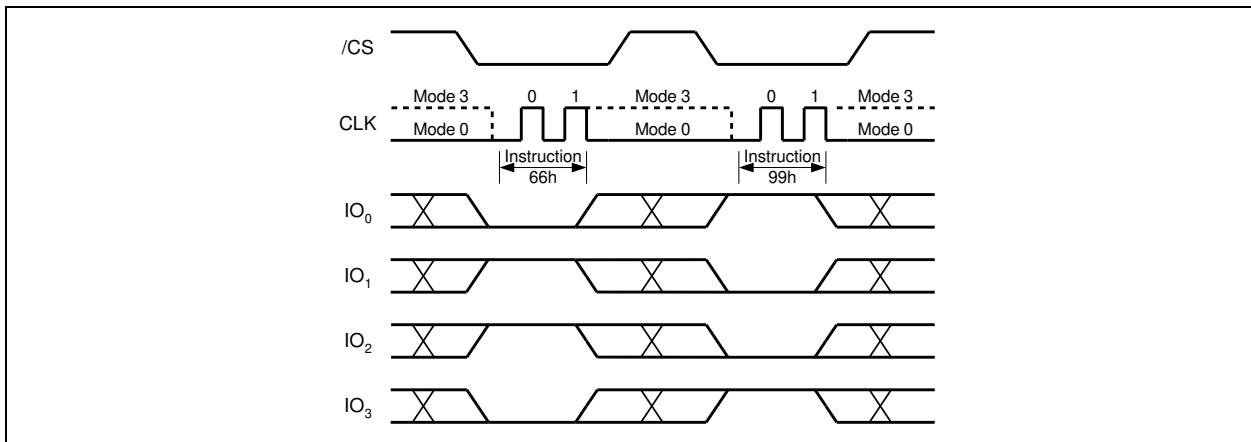 /CS
Mode 3 0 1 Mode 3 0 1 Mode 3
CLK
Mode 0 Mode 0 Mode 0
Instruction Instruction
66h 99h
IO0
IO1
IO2
IO3